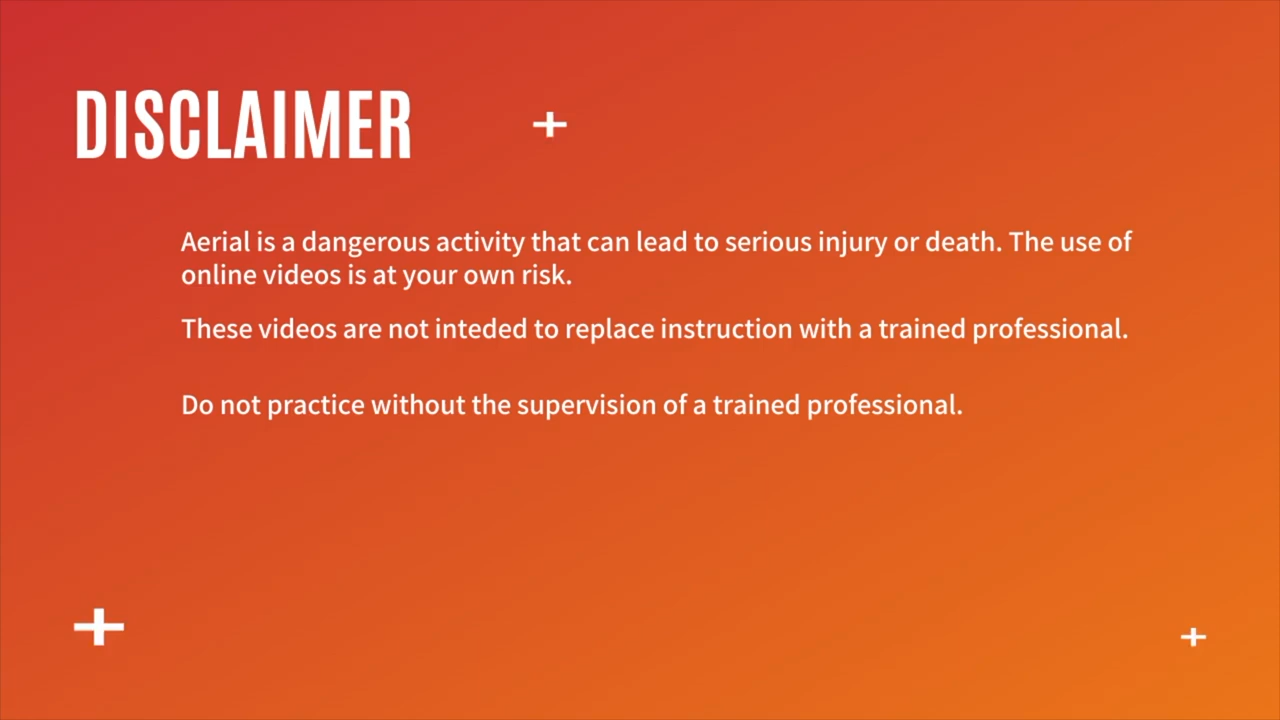 DISCLAIMER
Aerial is a dangerous activity that can lead to serious injury or death. The use of
online videos is at your own risk.
These videos are not inteded to replace instruction with a trained professional.
Do not practice without the supervision of a trained professional.